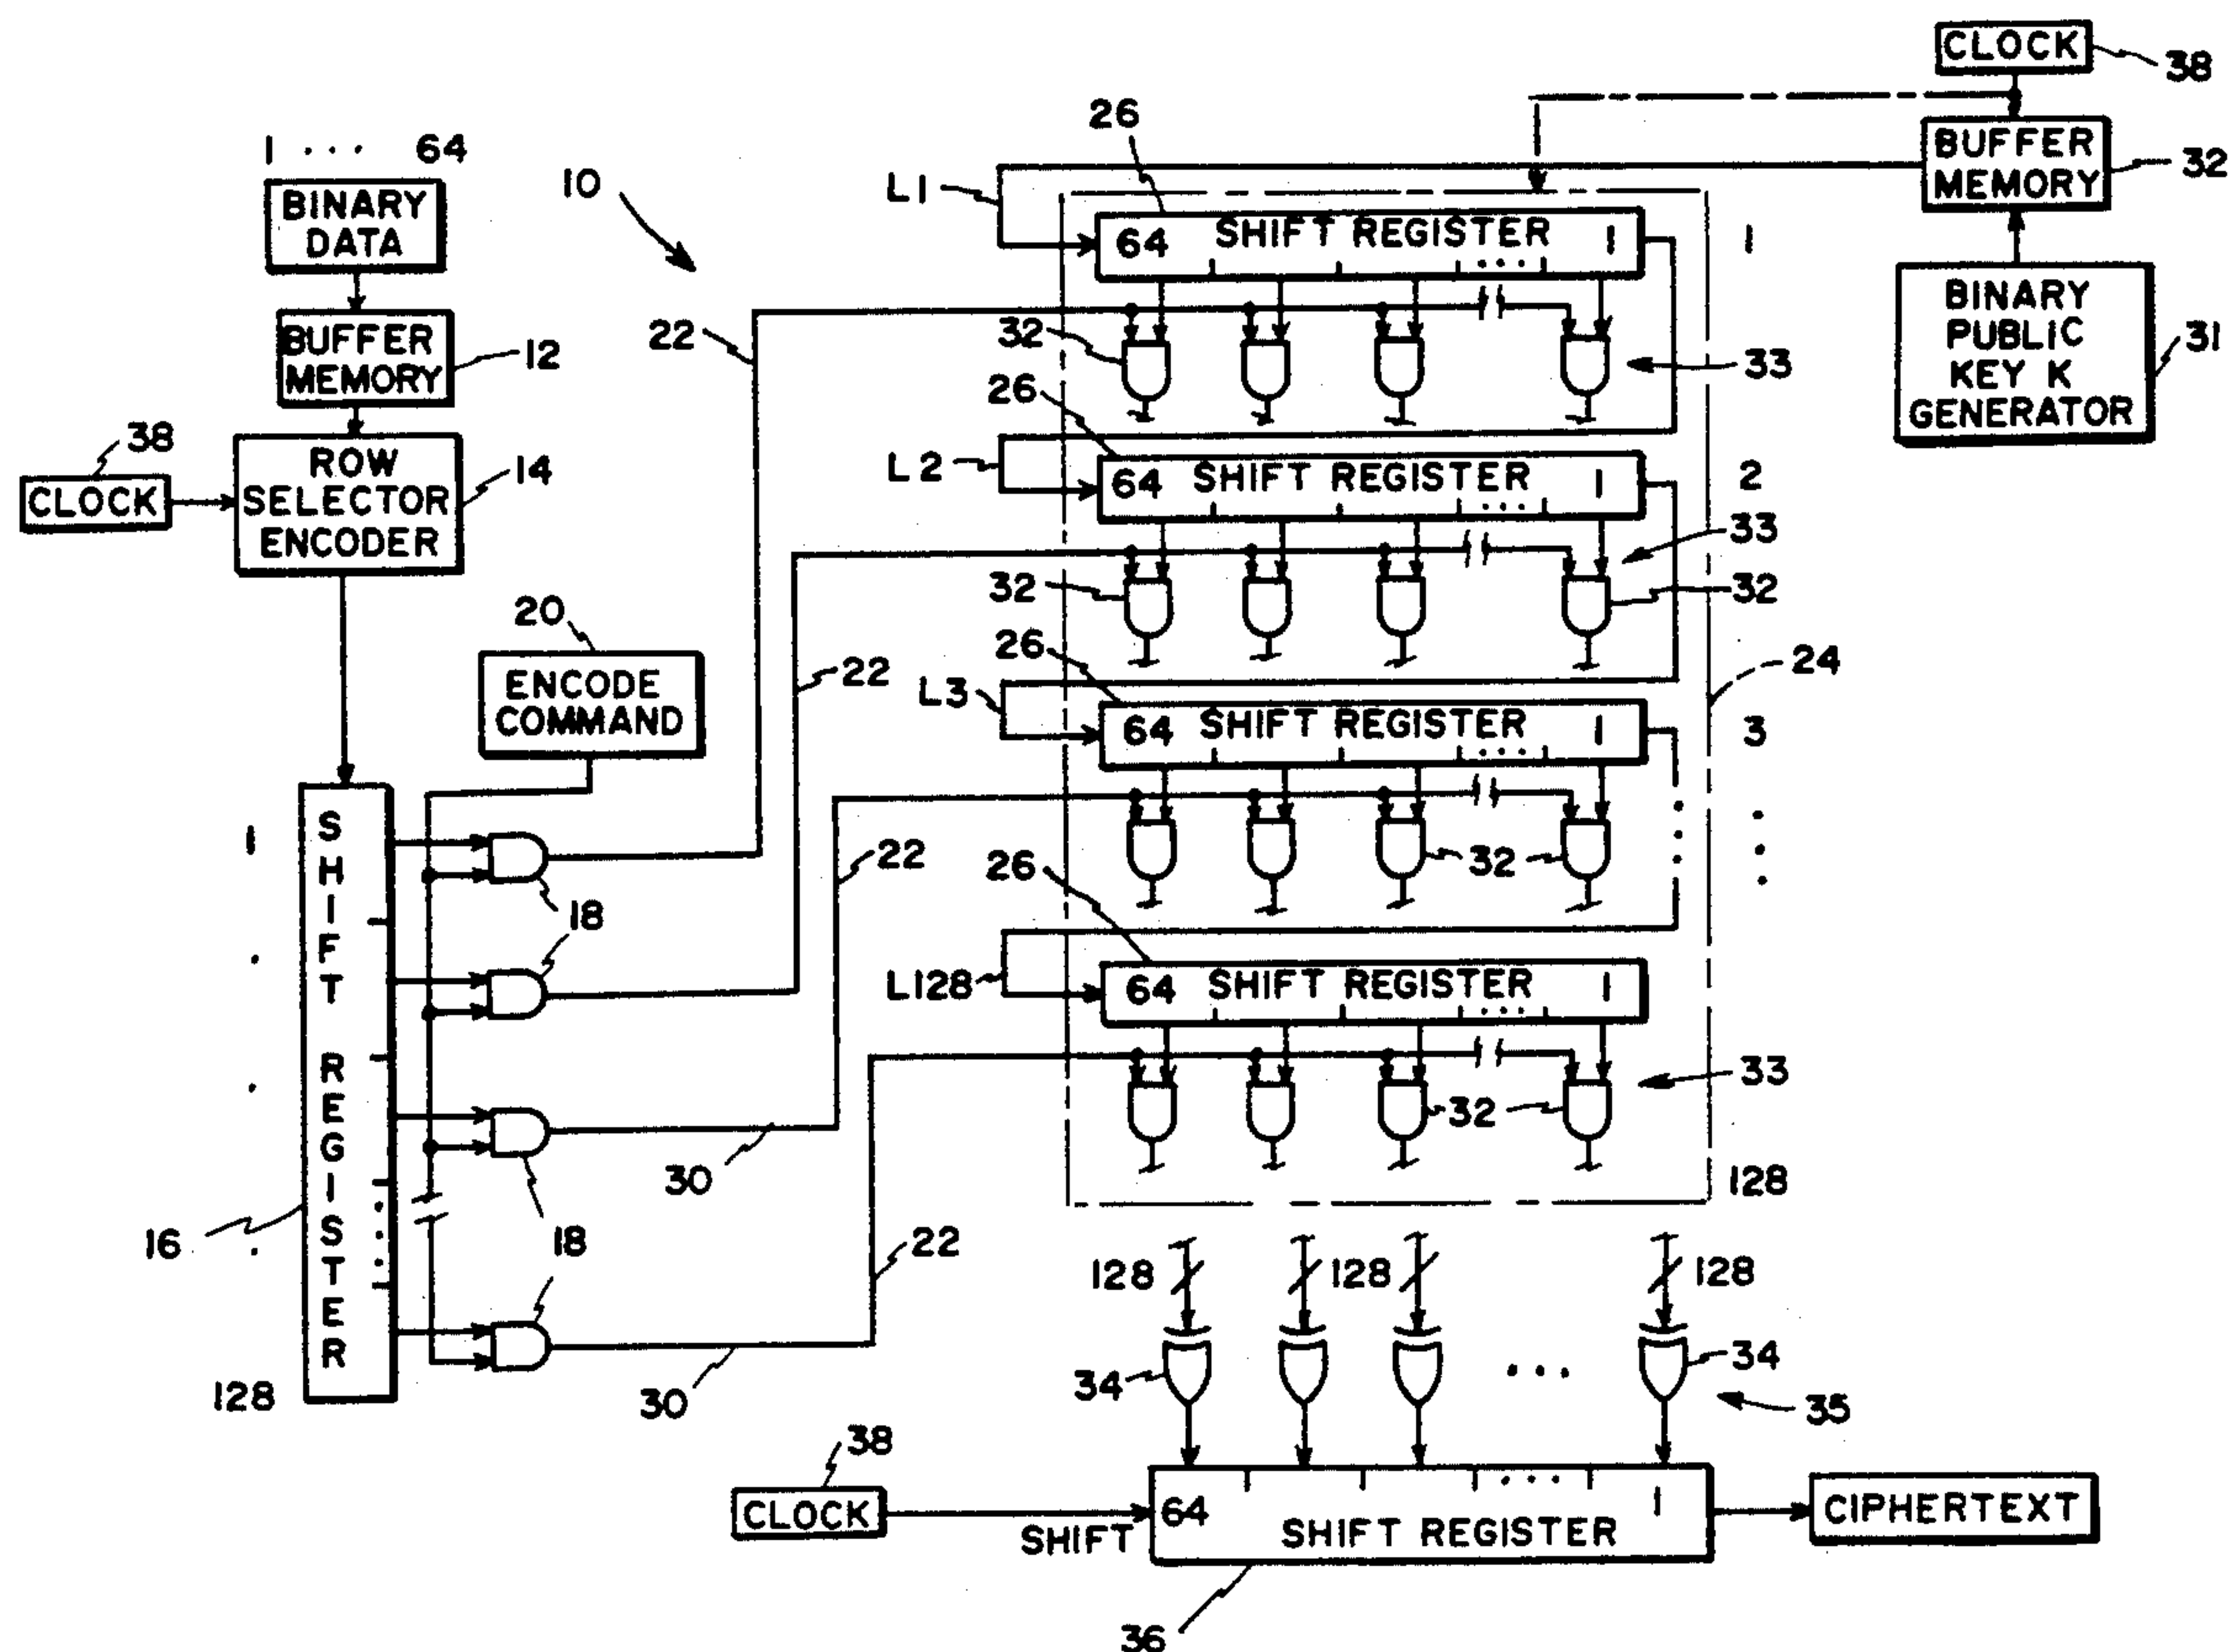 CLOCK
38
26
1 ... 64
BUFFER
MEMORY
32
L1
10
BINARY
DATA
64 SHIFT REGISTER 1
1
BINARY
PUBLIC
KEY K
GENERATOR
31
22
32
33
BUFFER
MEMORY
12
26
38
CLOCK
ROW
SELECTOR
ENCODER
14
L2
64 SHIFT REGISTER 1
2
33
32
32
20
ENCODE
COMMAND
26
22
24
L3
64 SHIFT REGISTER 1
3
SHIFT REGISTER
1
22
32
26
18
18
L128
64 SHIFT REGISTER 1
33
32
30
128
16
18
22
128
128
128
128
30
34
34
35
38
CLOCK
SHIFT
64 SHIFT REGISTER 1
CIPHERTEXT
36